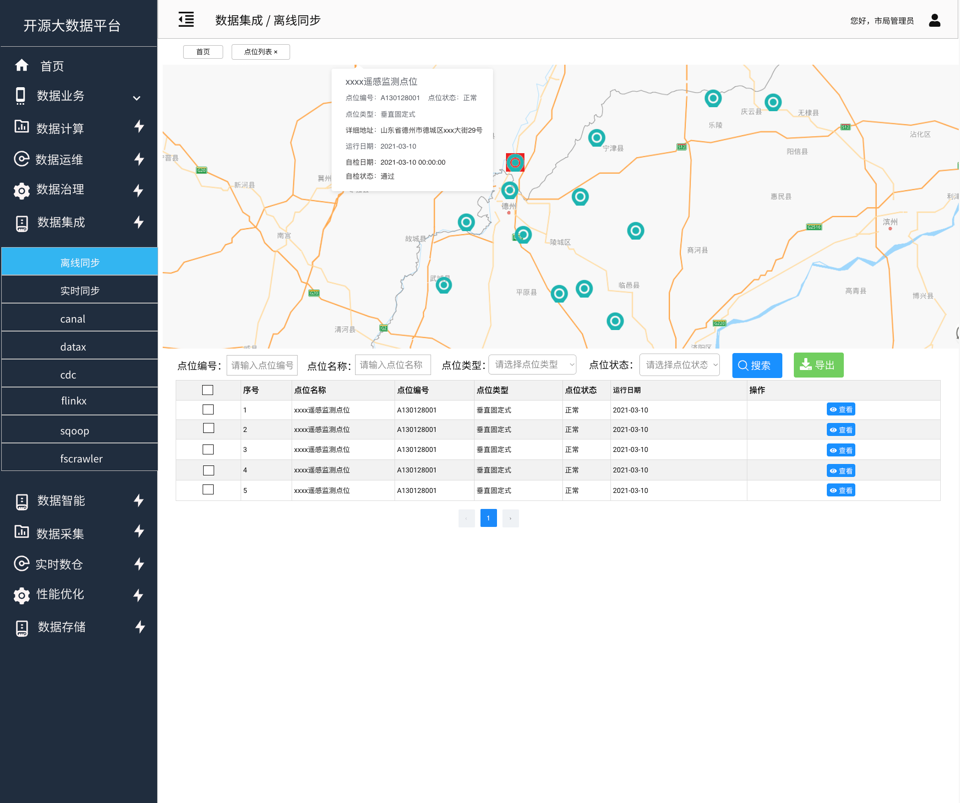 开源大数据平台
数据集成 / 离线同步
您好，市局管理员
首页
点位列表 ×
首页
数据业务
数据计算
数据运维
数据治理
数据集成
离线同步
实时同步
canal
datax
cdc
flinkx
sqoop
fscrawler
数据智能
数据采集
实时数仓
性能优化
数据存储
xxxx遥感监测点位
点位编号：A130128001 点位状态：正常
点位类型：垂直固定式
详细地址：山东省德州市德城区xxx大街29号
运行日期：2021-03-10
自检日期：2021-03-10 00:00:00
自检状态：通过
庆云县
无棣县
乐陵
沾化区
宁津县
阳信县
新河县
惠民县
德州
滨州
南宫
故城县
陵城区
商河县
武城县
临邑县
平原县
高青县
博兴县
清河县
点位编号：
请输入点位编号
点位名称：
请输入点位名称
点位类型：
请选择点位类型
点位状态：
请选择点位状态
搜索
导出
序号 点位名称 点位编号 点位类型 点位状态 运行日期 操作
1 xxxx遥感监测点位 A130128001 垂直固定式 正常 2021-03-10 查看
2 xxxx遥感监测点位 A130128001 垂直固定式 正常 2021-03-10 查看
3 xxxx遥感监测点位 A130128001 垂直固定式 正常 2021-03-10 查看
4 xxxx遥感监测点位 A130128001 垂直固定式 正常 2021-03-10 查看
5 xxxx遥感监测点位 A130128001 垂直固定式 正常 2021-03-10 查看
1